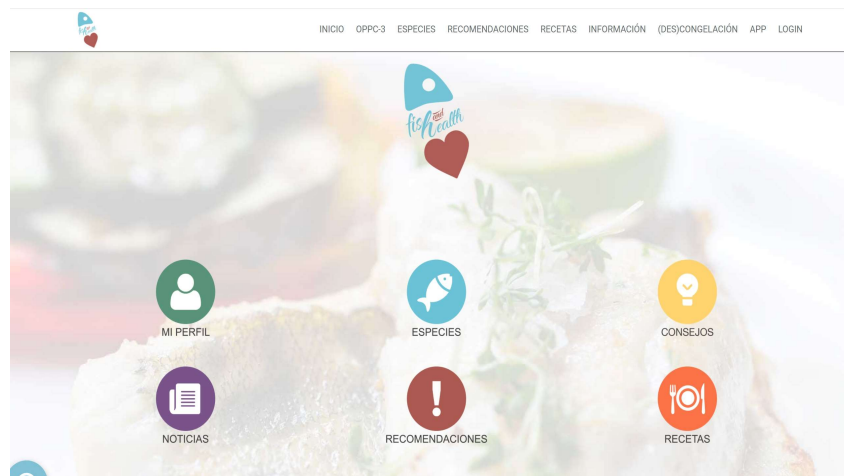 INICIO OPPC-3 ESPECIES RECOMENDACIONES RECETAS INFORMACIÓN (DES)CONGELACIÓN APP LOGIN
fish and health
MI PERFIL ESPECIES CONSEJOS
NOTICIAS RECOMENDACIONES RECETAS